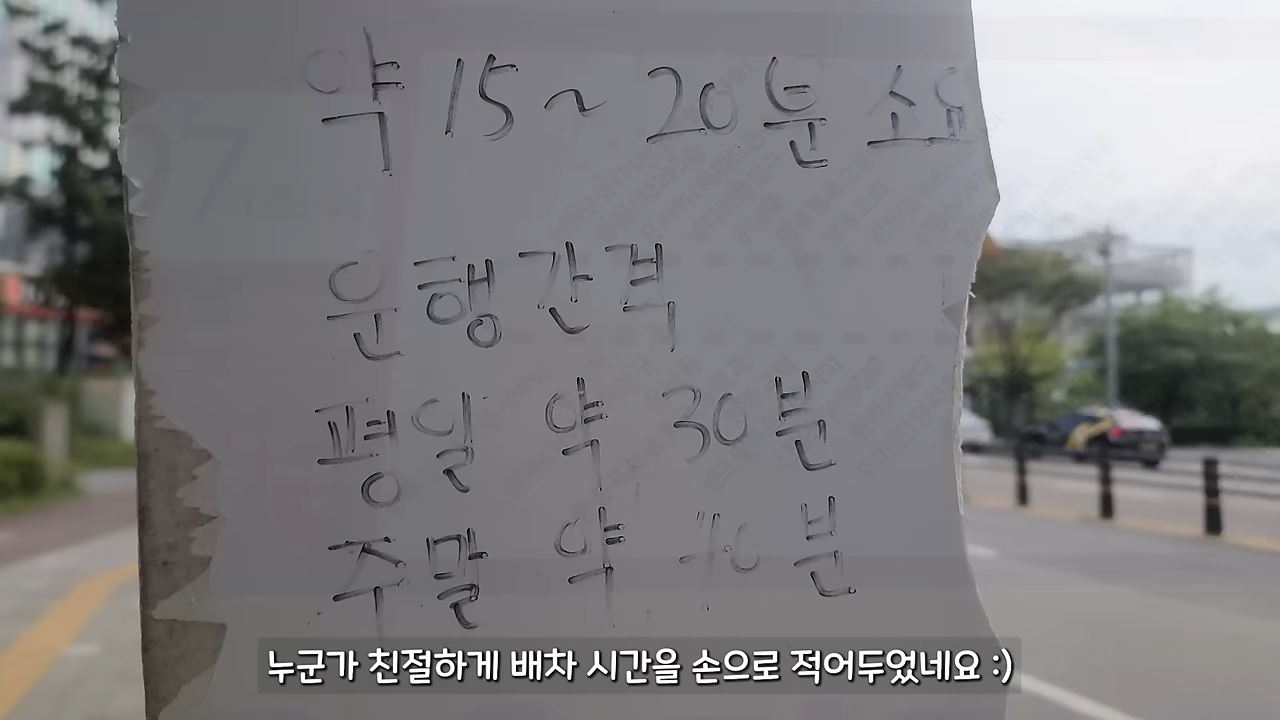 약 15~20분 소요
운행간격
평일 약 30분
주말 약 40분
누군가 친절하게 배차 시간을 손으로 적어두었네요 :)